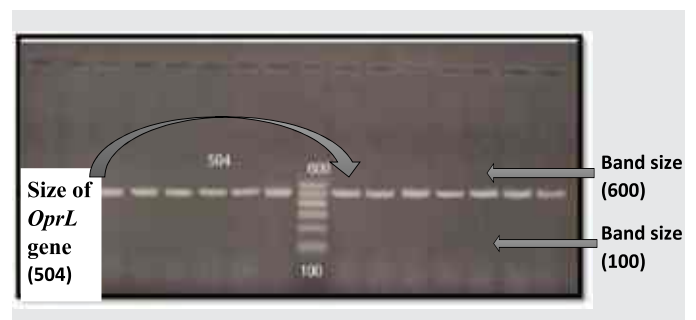 504
600
Size of
OprL
gene
(504)
100
Band size
(600)
Band size
(100)